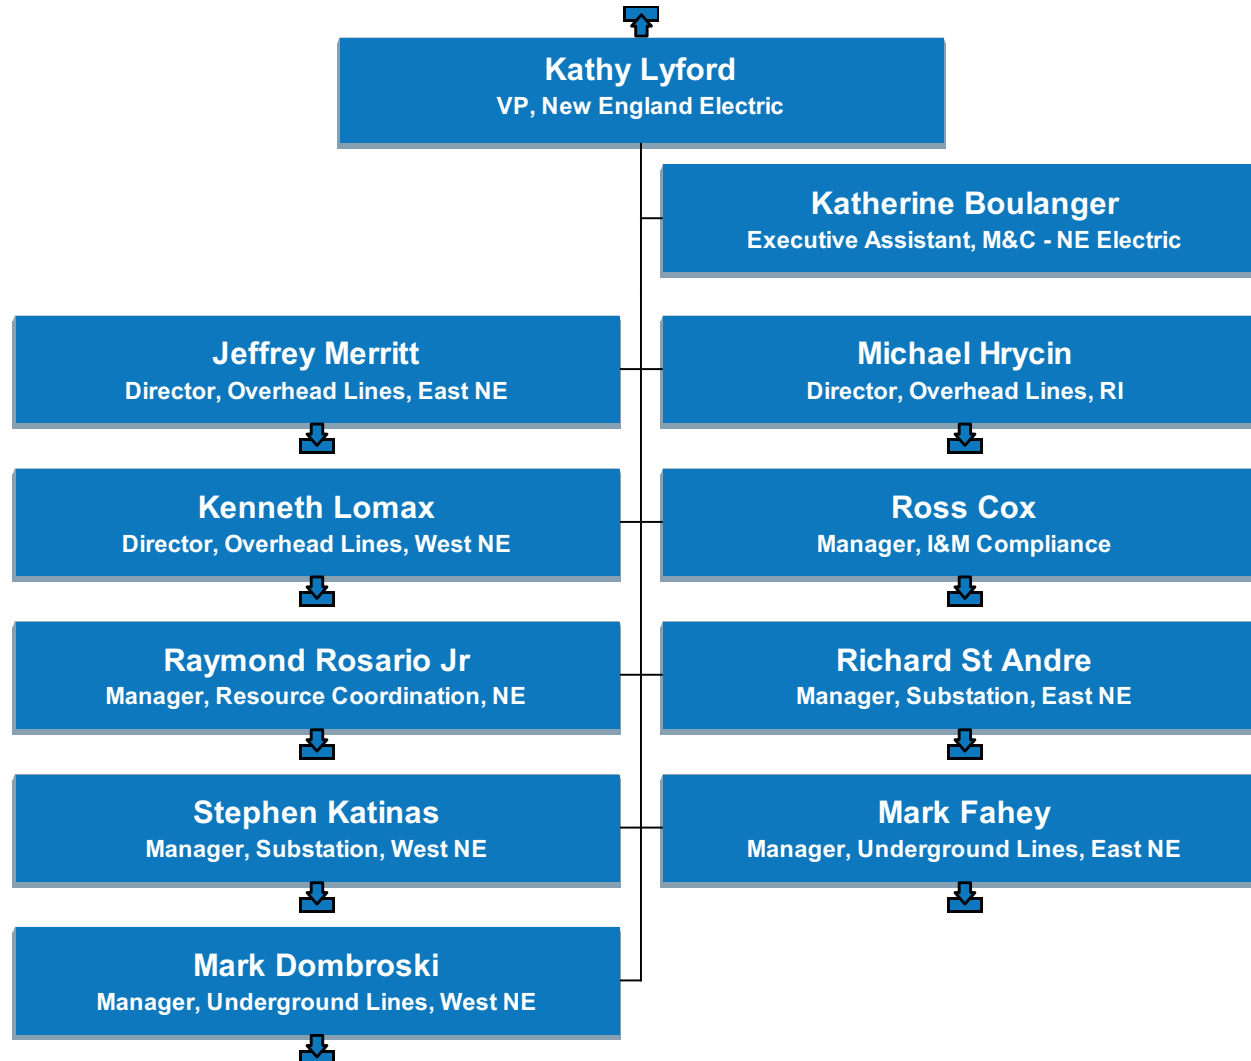 Kathy Lyford
VP, New England Electric
Katherine Boulanger
Executive Assistant, M&C - NE Electric
Jeffrey Merritt
Director, Overhead Lines, East NE
Michael Hrycin
Director, Overhead Lines, RI
Kenneth Lomax
Director, Overhead Lines, West NE
Ross Cox
Manager, I&M Compliance
Raymond Rosario Jr
Manager, Resource Coordination, NE
Richard St Andre
Manager, Substation, East NE
Stephen Katinas
Manager, Substation, West NE
Mark Fahey
Manager, Underground Lines, East NE
Mark Dombroski
Manager, Underground Lines, West NE